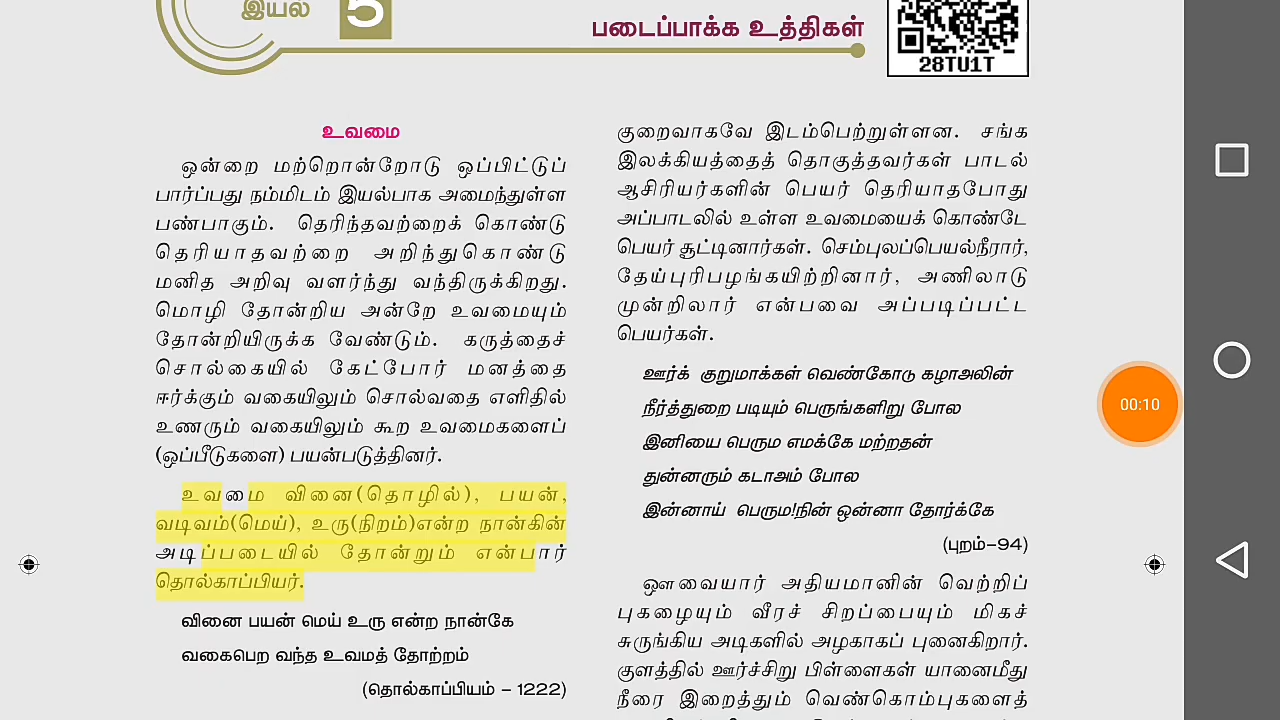 இயல்
5
படைப்பாக்க உத்திகள்
28TU1T
உவமை
ஒன்றை மற்றொன்றோடு ஒப்பிட்டுப்
பார்ப்பது நம்மிடம் இயல்பாக அமைந்துள்ள
பண்பாகும். தெரிந்தவற்றைக் கொண்டு
தெரியாதவற்றை அறிந்துகொண்டு
மனித அறிவு வளர்ந்து வந்திருக்கிறது.
மொழி தோன்றிய அன்றே உவமையும்
தோன்றியிருக்க வேண்டும். கருத்தைச்
சொல்கையில் கேட்போர் மனத்தை
ஈர்க்கும் வகையிலும் சொல்வதை எளிதில்
உணரும் வகையிலும் கூற உவமைகளைப்
(ஒப்பீடுகளை) பயன்படுத்தினர்.
உவமை வினை(தொழில்), பயன்,
வடிவம்(மெய்), உரு(நிறம்)என்ற நான்கின்
அடிப்படையில் தோன்றும் என்பார்
தொல்காப்பியர்.
வினை பயன் மெய் உரு என்ற நான்கே
வகைபெற வந்த உவமத் தோற்றம்
(தொல்காப்பியம் – 1222)
குறைவாகவே இடம்பெற்றுள்ளன. சங்க
இலக்கியத்தைத் தொகுத்தவர்கள் பாடல்
ஆசிரியர்களின் பெயர் தெரியாதபோது
அப்பாடலில் உள்ள உவமையைக் கொண்டே
பெயர் சூட்டினார்கள். செம்புலப்பெயல்நீரார்,
தேய்புரிபழங்கயிற்றினார், அணிலாடு
முன்றிலார் என்பவை அப்படிப்பட்ட
பெயர்கள்.
ஊர்க் குறுமாக்கள் வெண்கோடு கழாஅலின்
நீர்த்துறை படியும் பெருங்களிறு போல
இனியை பெரும எமக்கே மற்றதன்
துன்னரும் கடாஅம் போல
இன்னாய் பெரும!நின் ஒன்னா தோர்க்கே
(புறம்–94)
ஔவையார் அதியமானின் வெற்றிப்
புகழையும் வீரச் சிறப்பையும் மிகச்
சுருங்கிய அடிகளில் அழகாகப் புனைகிறார்.
குளத்தில் ஊர்ச்சிறு பிள்ளைகள் யானைமீது
நீரை இறைத்தும் வெண்கொம்புகளைத்
00:10